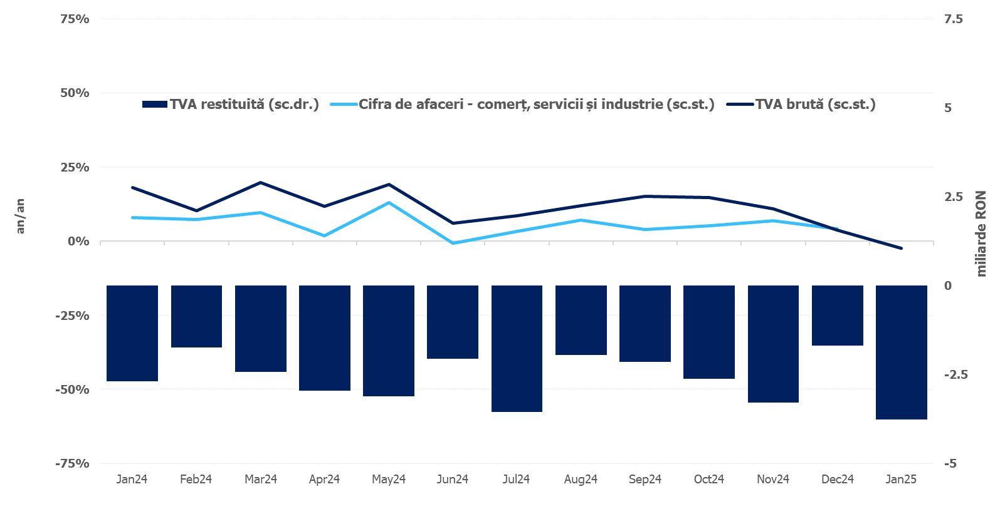 75%
7.5
50%
TVA restituită (sc.dr.)
Cifra de afaceri - comerț, servicii și industrie (sc.st.)
TVA brută (sc.st.)
5
25%
an/an
2.5
miliarde RON
0%
0
-25%
-50%
-2.5
-75%
-5
Jan24 Feb24 Mar24 Apr24 May24 Jun24 Jul24 Aug24 Sep24 Oct24 Nov24 Dec24 Jan25